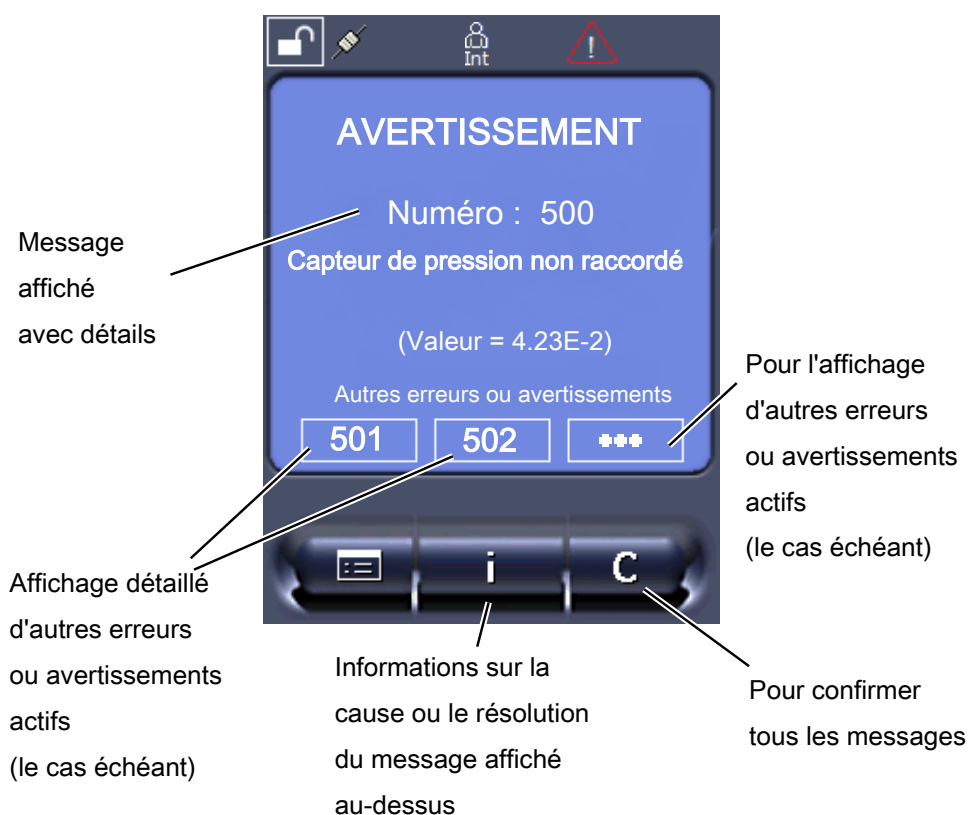 Int
!
AVERTISSEMENT
Numéro : 500
Capteur de pression non raccordé
(Valeur = 4.23E-2)
Autres erreurs ou avertissements
501 502 •••
i C
Message
affiché
avec détails
Pour l'affichage
d'autres erreurs
ou avertissements
actifs
(le cas échéant)
Affichage détaillé
d'autres erreurs
ou avertissements
actifs
(le cas échéant)
Informations sur la
cause ou le résolution
du message affiché
au-dessus
Pour confirmer
tous les messages